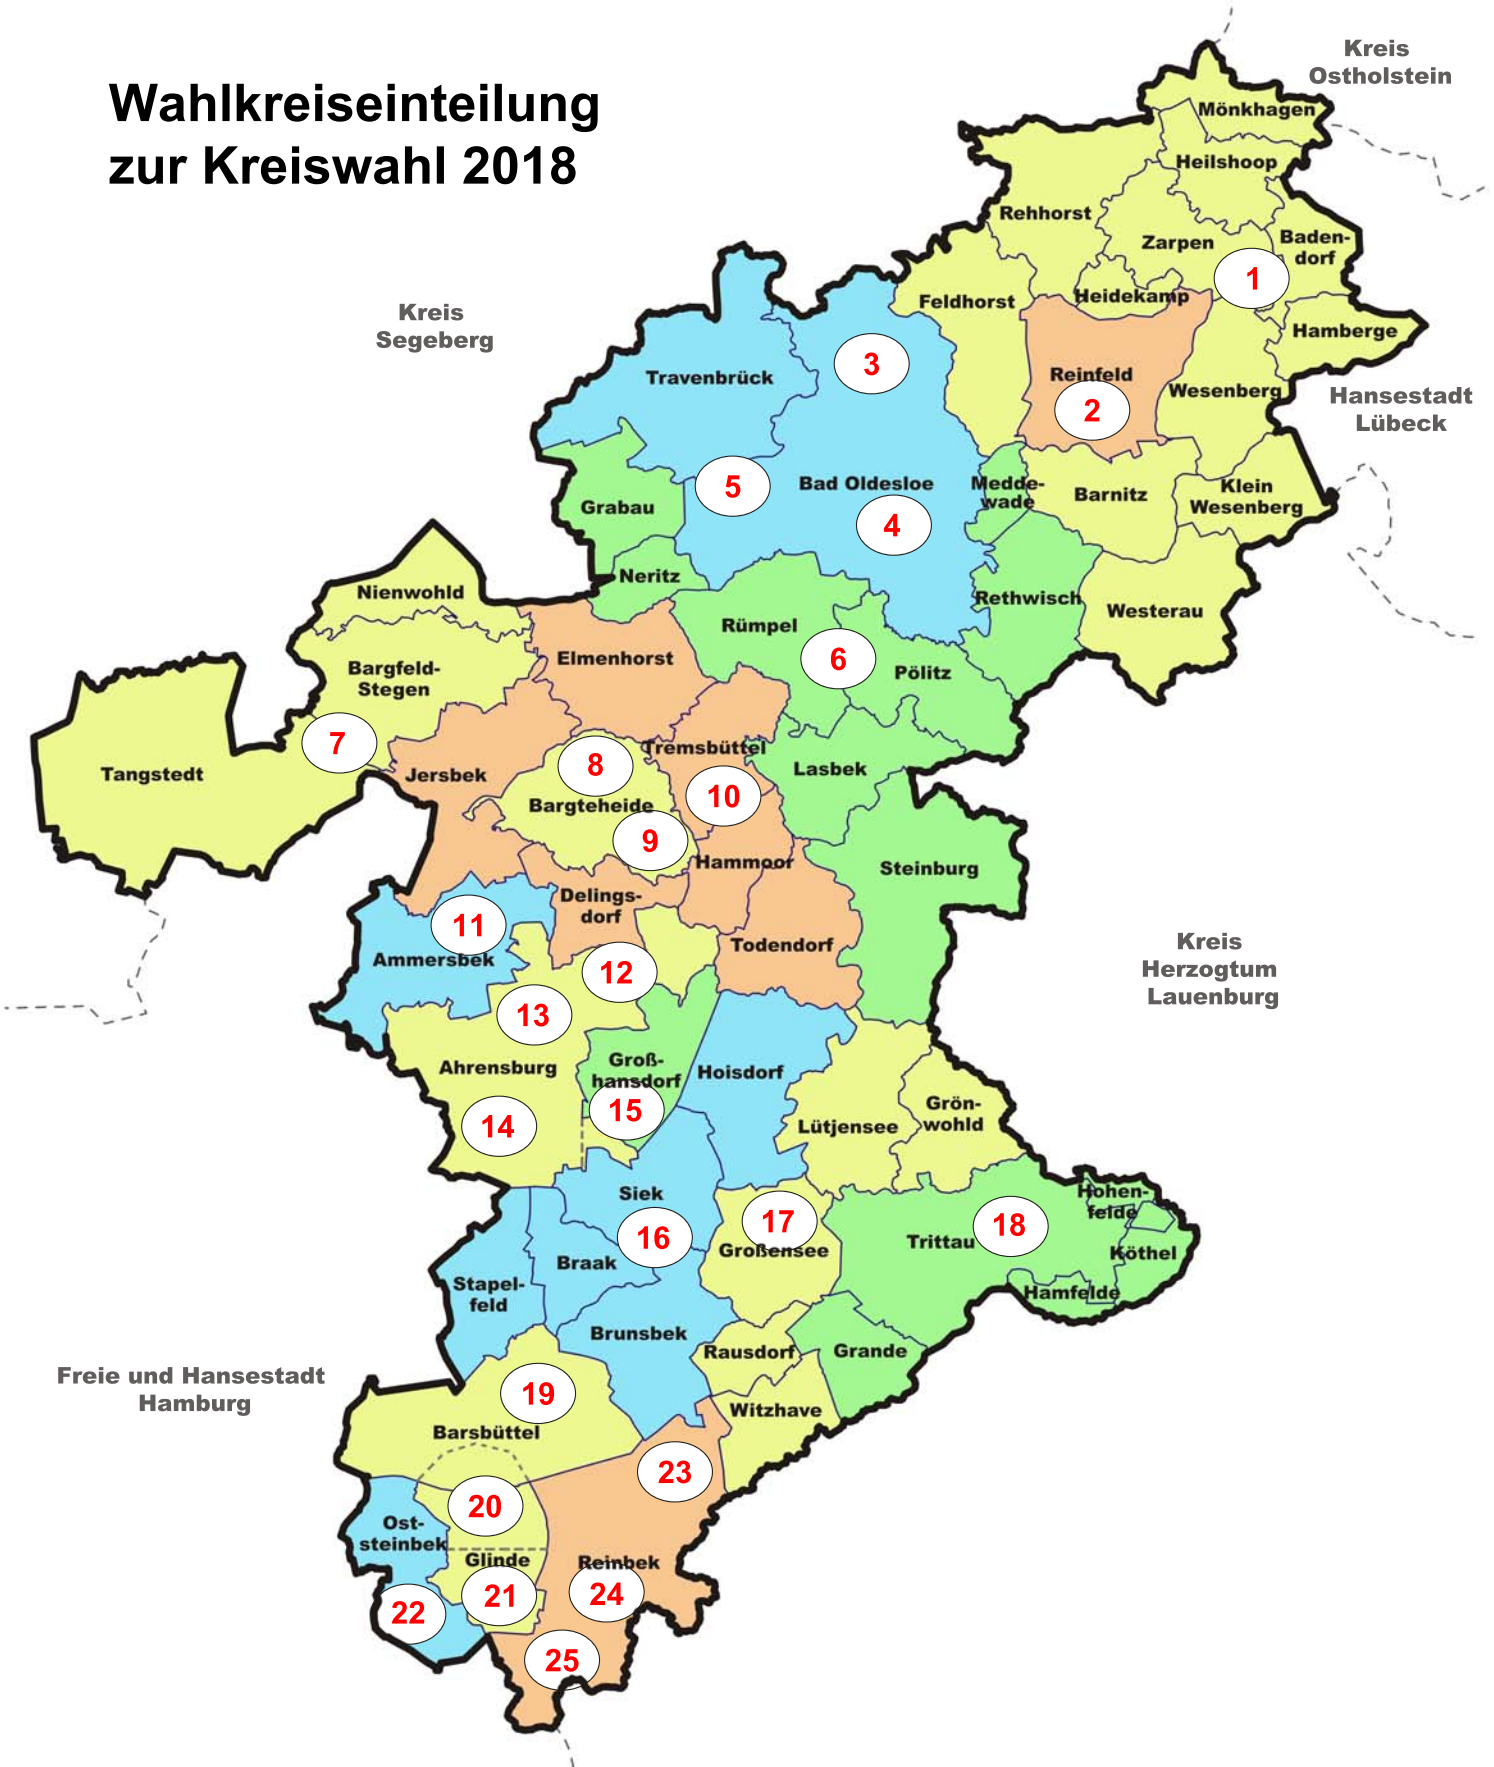 Wahlkreiseinteilung
zur Kreiswahl 2018
Kreis
Ostholstein
Mönkhagen
Heilshoop
Rehhorst
Zarpen
Baden-
dorf
1
Kreis
Segeberg
Feldhorst
Heidekamp
Hamberge
3
Travenbrück
Reinfeld
2
Wesenberg
Hansestadt
Lübeck
5
Bad Oldesloe
4
Medde-
wade
Barnitz
Klein
Wesenberg
Grabau
Neritz
Nienwohld
Rethwisch
Westerau
Rümpel
Elmenhorst
6
Pölitz
Bargfeld-
Stegen
7
Tangstedt
Jersbek
8
Tremsbüttel
Lasbek
10
Bargteheide
9
Hammoor
Steinburg
Delings-
dorf
11
Ammersbek
Todendorf
12
13
Kreis
Herzogtum
Lauenburg
Ahrensburg
Groß-
hansdorf
15
Hoisdorf
14
Lütjensee
Grön-
wohld
Siek
16
17
Großensee
Trittau
18
Hohen-
felde
Köthel
Hamfelde
Braak
Stapel-
feld
Brunsbek
Rausdorf
Grande
Freie und Hansestadt
Hamburg
19
Barsbüttel
Witzhave
23
20
Ost-
steinbek
Glinde
21
22
Reinbek
24
25